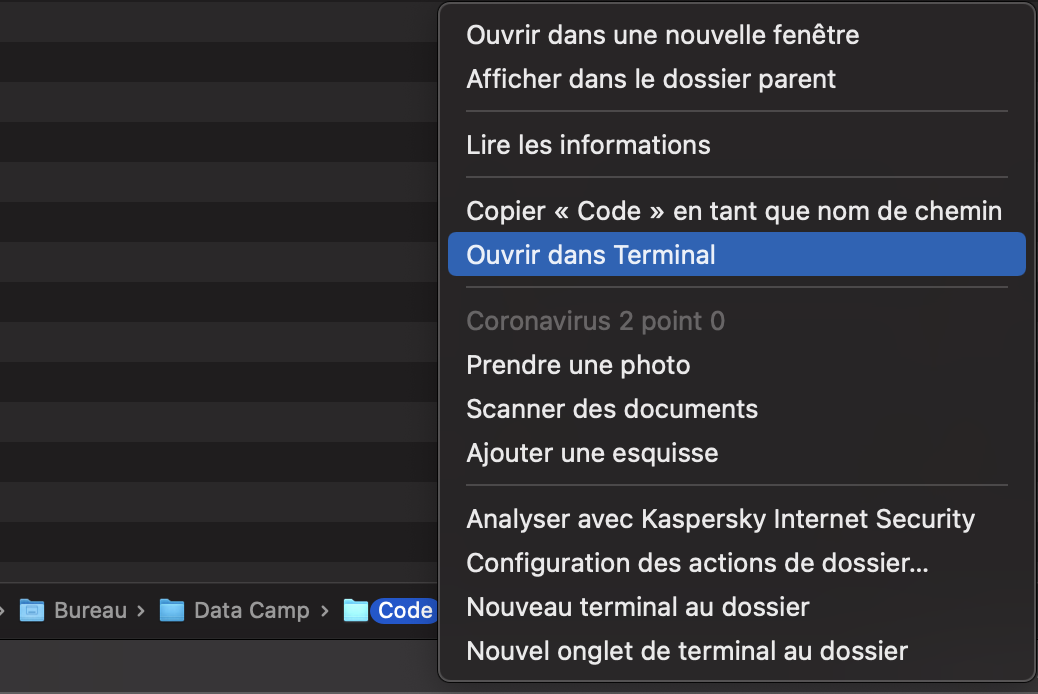 Ouvrir dans une nouvelle fenêtre
Afficher dans le dossier parent
Lire les informations
Copier « Code » en tant que nom de chemin
Ouvrir dans Terminal
Coronavirus 2 point 0
Prendre une photo
Scanner des documents
Ajouter une esquisse
Analyser avec Kaspersky Internet Security
Configuration des actions de dossier...
Nouveau terminal au dossier
Nouvel onglet de terminal au dossier
› Bureau › Data Camp › Code